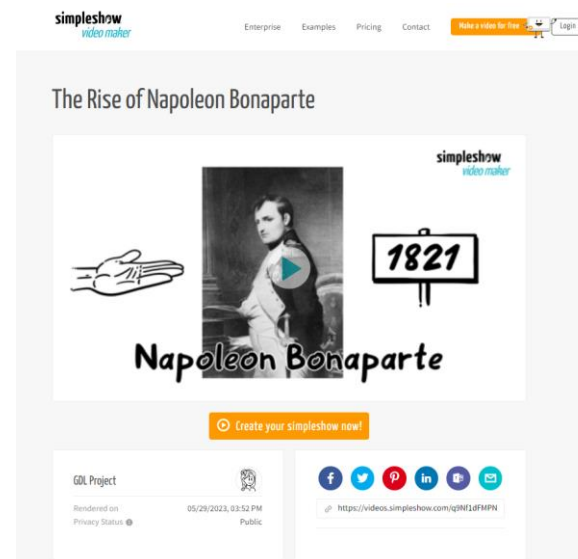 simpleshow
video maker
Enterprise Examples Pricing Contact Make a video for free Login
The Rise of Napoleon Bonaparte
simpleshow
video maker
1821
Napoleon Bonaparte
Create your simpleshow now!
GDL Project
Rendered on 05/29/2023, 03:52 PM
Privacy Status Public
https://videos.simpleshow.com/q9Nf1dFMPN